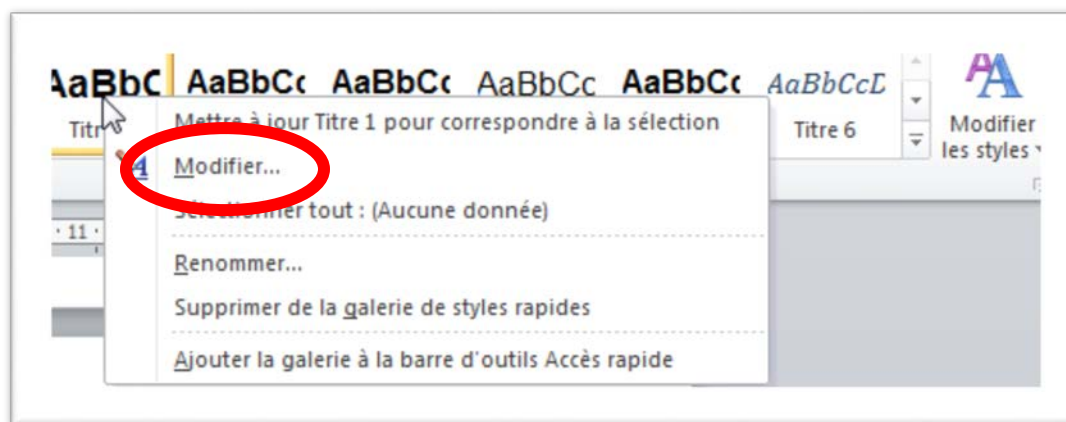 AaBbC AaBbCc AaBbCc AaBbCc AaBbCc AaBbCcD
Titr
Titre 6
Modifier
les styles
Mettre à jour Titre 1 pour correspondre à la sélection
Modifier...
Sélectionner tout : (Aucune donnée)
· 11 ·
Renommer...
Supprimer de la galerie de styles rapides
Ajouter la galerie à la barre d'outils Accès rapide